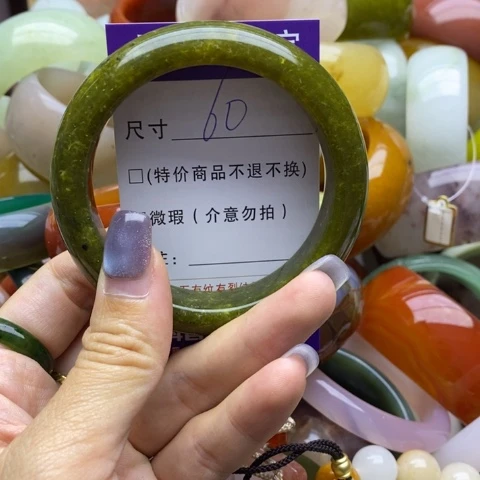 尺寸 60
□(特价商品不退不换)
微瑕（介意勿拍）